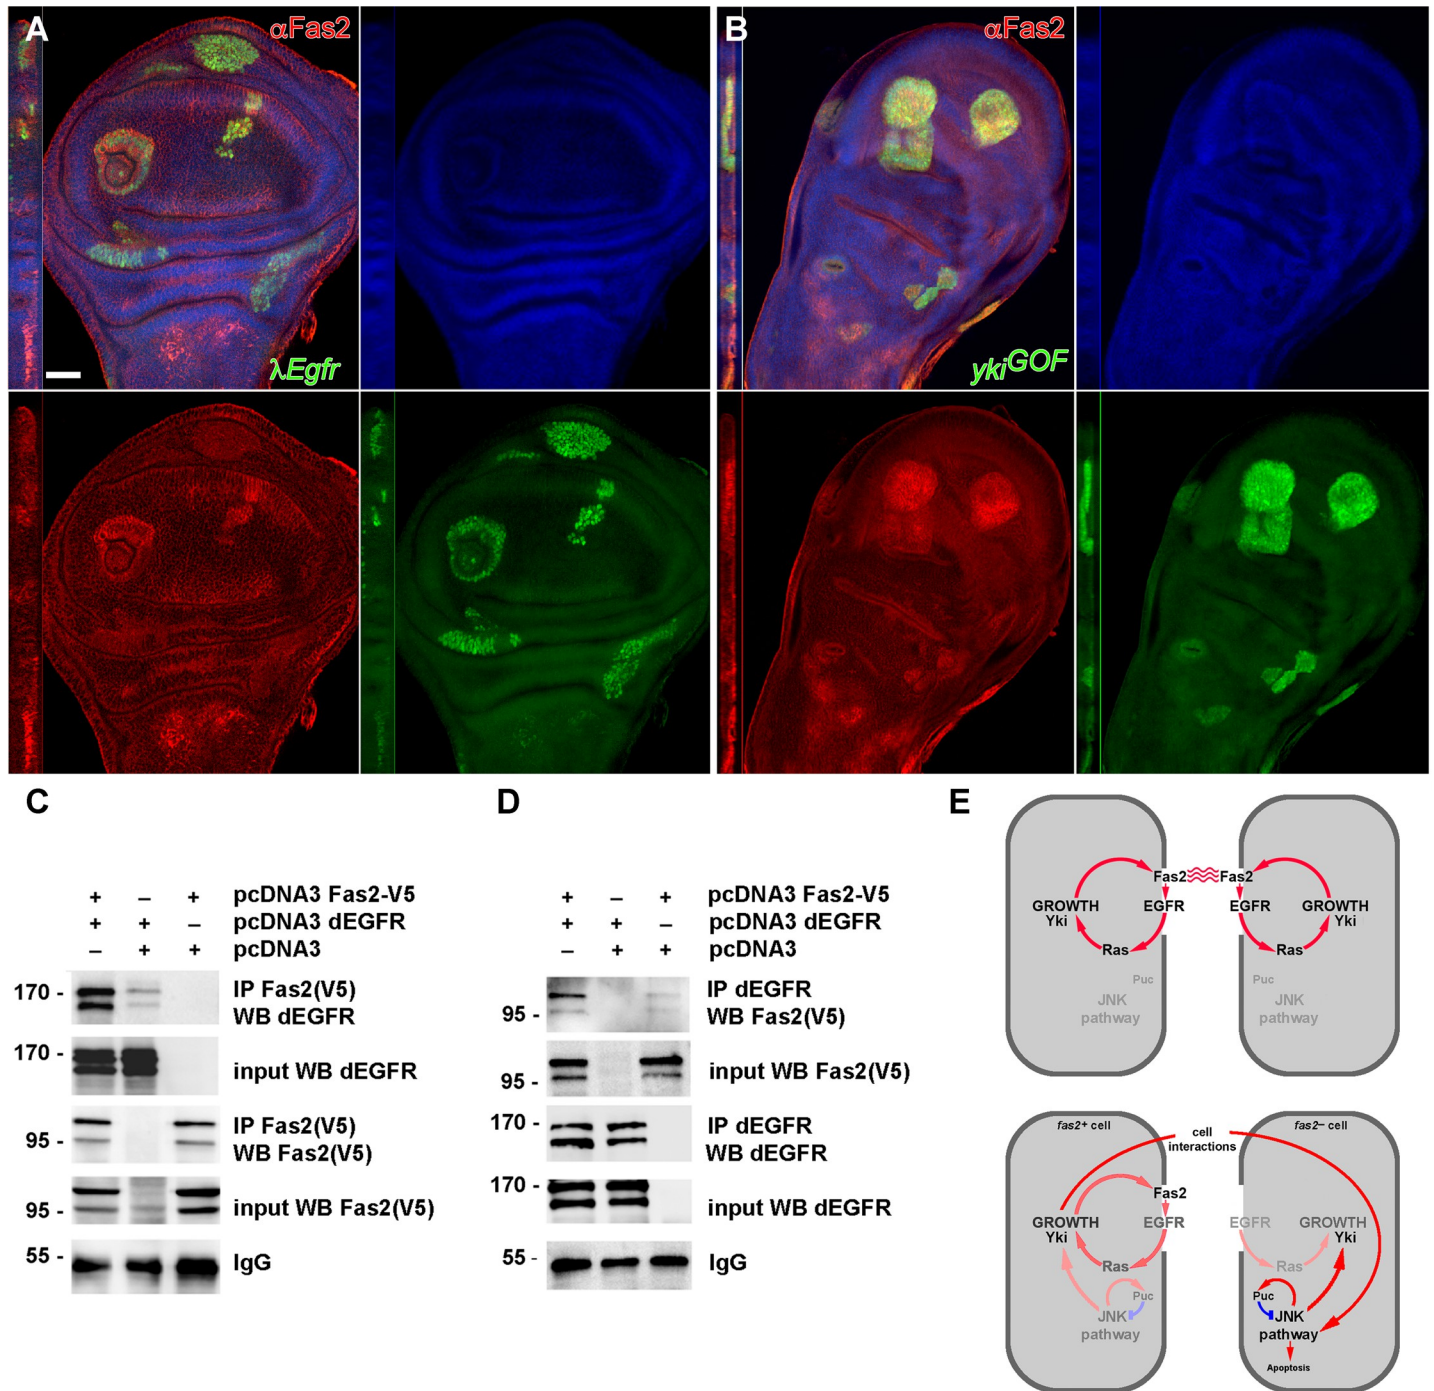 A
αFas2
λEgfr
B
αFas2
ykiGOF
C
+ – + pcDNA3 Fas2-V5
+ + – pcDNA3 dEGFR
– + + pcDNA3
170 -
IP Fas2(V5)
WB dEGFR
170 -
input WB dEGFR
IP Fas2(V5)
95 -
WB Fas2(V5)
95 -
input WB Fas2(V5)
55 -
IgG
D
+ – + pcDNA3 Fas2-V5
+ + – pcDNA3 dEGFR
– + + pcDNA3
IP dEGFR
95 -
WB Fas2(V5)
95 -
input WB Fas2(V5)
170 -
IP dEGFR
WB dEGFR
170 -
input WB dEGFR
55 -
IgG
E
Fas2 Fas2
GROWTH EGFR EGFR GROWTH
Yki Yki
Ras Ras
Puc Puc
JNK JNK
pathway pathway
fas2+ cell
cell
interactions
fas2– cell
Fas2
GROWTH EGFR EGFR GROWTH
Yki Yki
Ras Ras
Puc Puc
JNK JNK
pathway pathway
Apoptosis